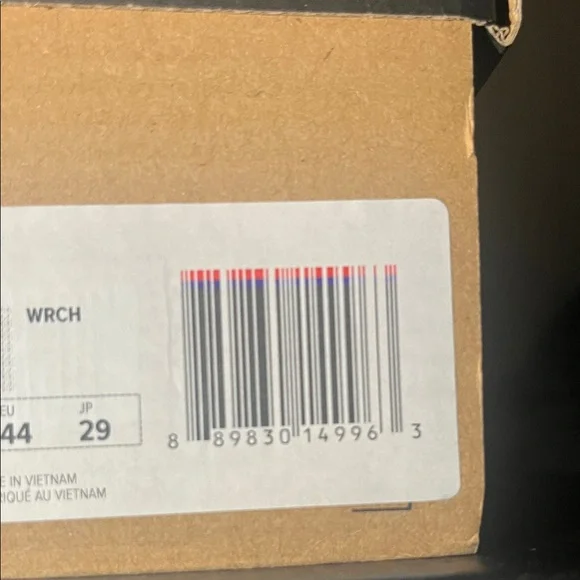 WRCH
EU JP
44 29
8 89830 14996 3
E IN VIETNAM
RIQUÉ AU VIETNAM